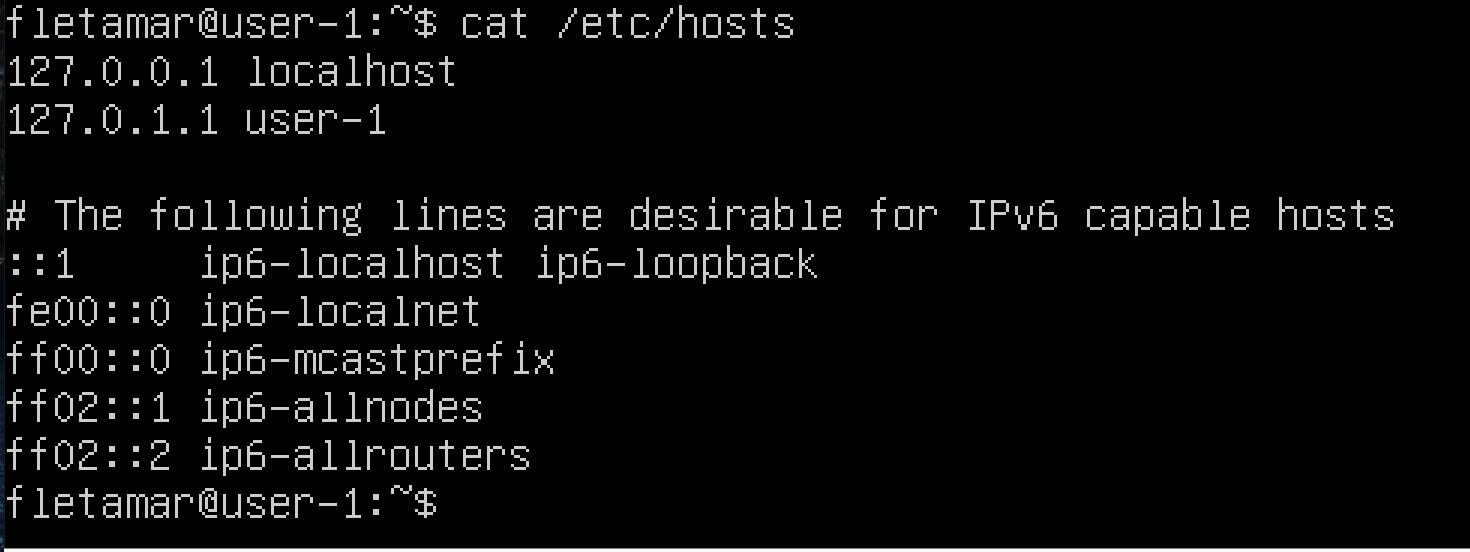 fletamar@user-1:~$ cat /etc/hosts
127.0.0.1 localhost
127.0.1.1 user-1

# The following lines are desirable for IPv6 capable hosts
::1     ip6-localhost ip6-loopback
fe00::0 ip6-localnet
ff00::0 ip6-mcastprefix
ff02::1 ip6-allnodes
ff02::2 ip6-allrouters
fletamar@user-1:~$